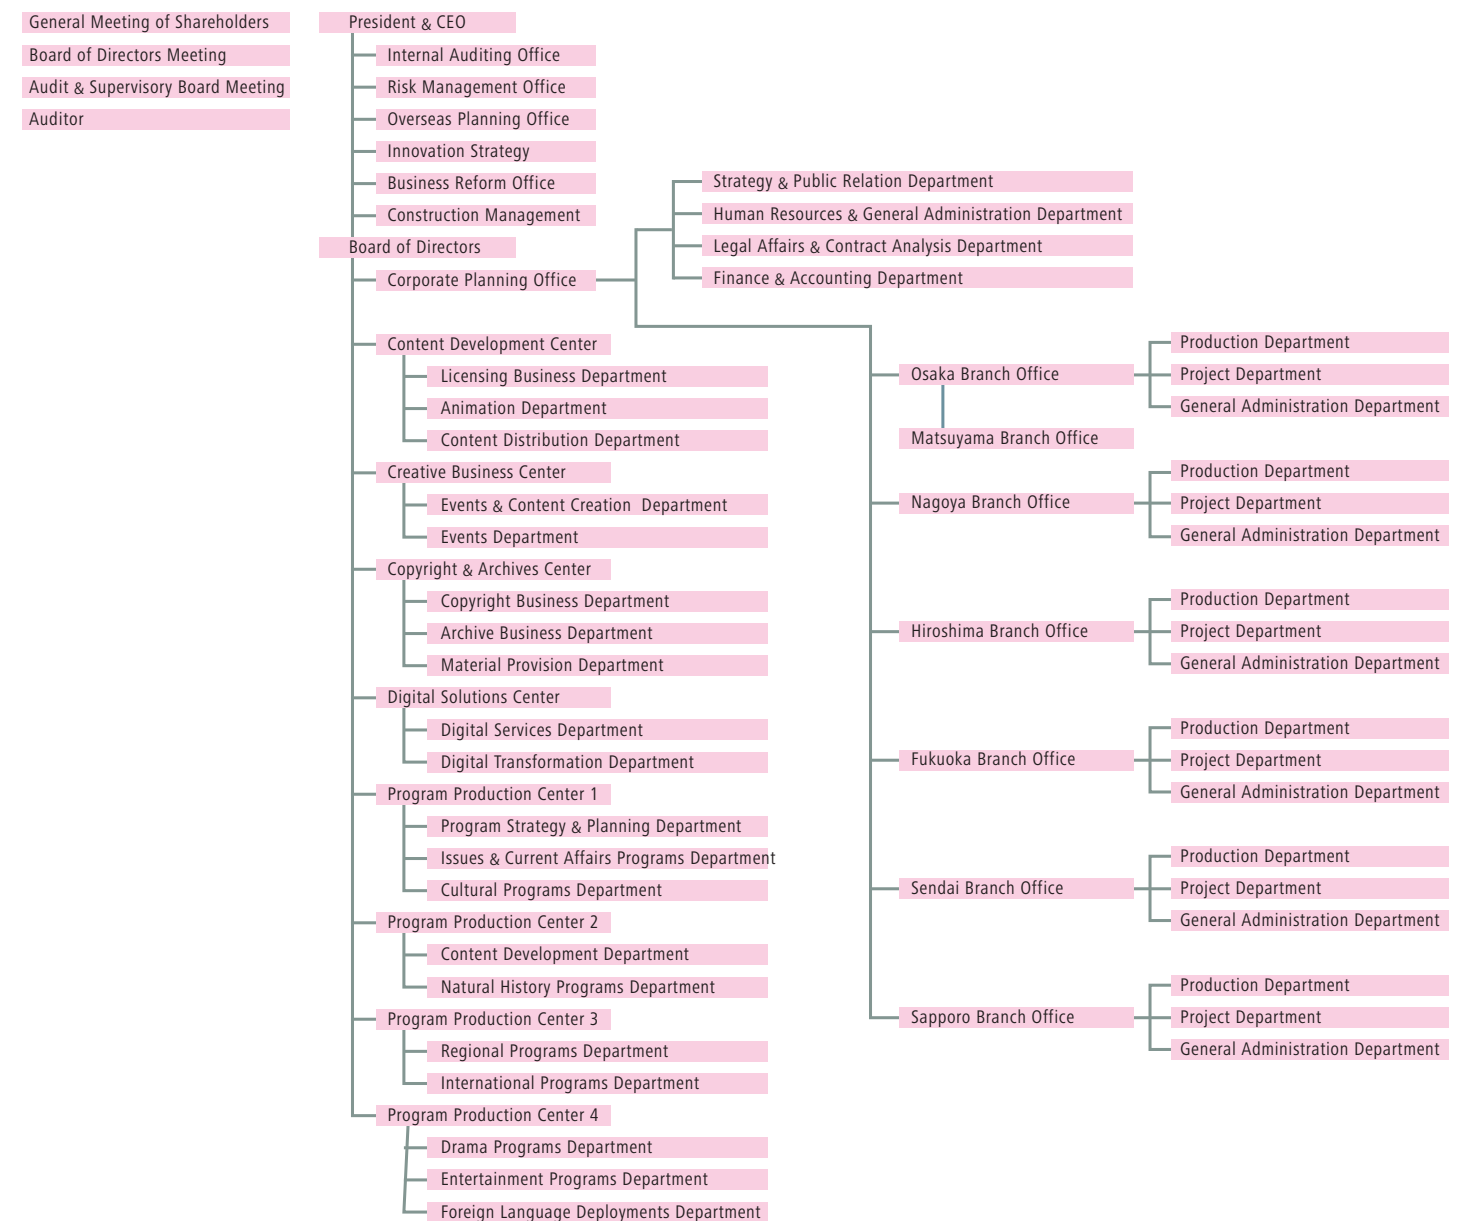 General Meeting of Shareholders
Board of Directors Meeting
Audit & Supervisory Board Meeting
Auditor
President & CEO
Internal Auditing Office
Risk Management Office
Overseas Planning Office
Innovation Strategy
Business Reform Office
Construction Management
Board of Directors
Corporate Planning Office
Strategy & Public Relation Department
Human Resources & General Administration Department
Legal Affairs & Contract Analysis Department
Finance & Accounting Department
Content Development Center
Licensing Business Department
Animation Department
Content Distribution Department
Creative Business Center
Events & Content Creation  Department
Events Department
Copyright & Archives Center
Copyright Business Department
Archive Business Department
Material Provision Department
Digital Solutions Center
Digital Services Department
Digital Transformation Department
Program Production Center 1
Program Strategy & Planning Department
Issues & Current Affairs Programs Department
Cultural Programs Department
Program Production Center 2
Content Development Department
Natural History Programs Department
Program Production Center 3
Regional Programs Department
International Programs Department
Program Production Center 4
Drama Programs Department
Entertainment Programs Department
Foreign Language Deployments Department
Osaka Branch Office
Production Department
Project Department
General Administration Department
Matsuyama Branch Office
Nagoya Branch Office
Production Department
Project Department
General Administration Department
Hiroshima Branch Office
Production Department
Project Department
General Administration Department
Fukuoka Branch Office
Production Department
Project Department
General Administration Department
Sendai Branch Office
Production Department
Project Department
General Administration Department
Sapporo Branch Office
Production Department
Project Department
General Administration Department